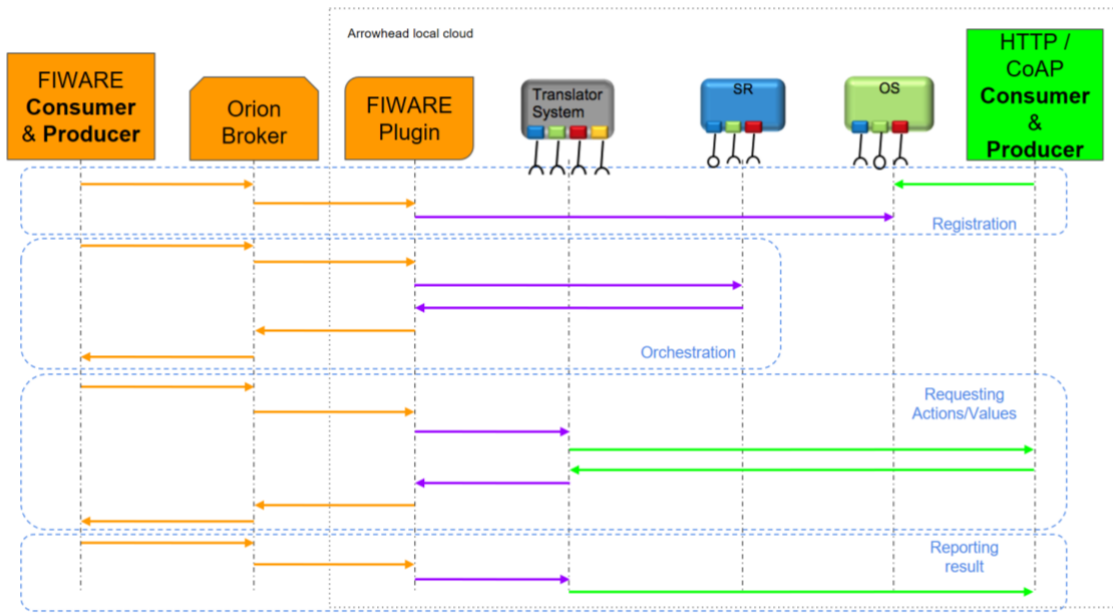 Arrowhead local cloud
FIWARE
Consumer
& Producer
Orion
Broker
FIWARE
Plugin
Translator
System
SR
OS
HTTP /
CoAP
Consumer
&
Producer
Registration
Orchestration
Requesting
Actions/Values
Reporting
result